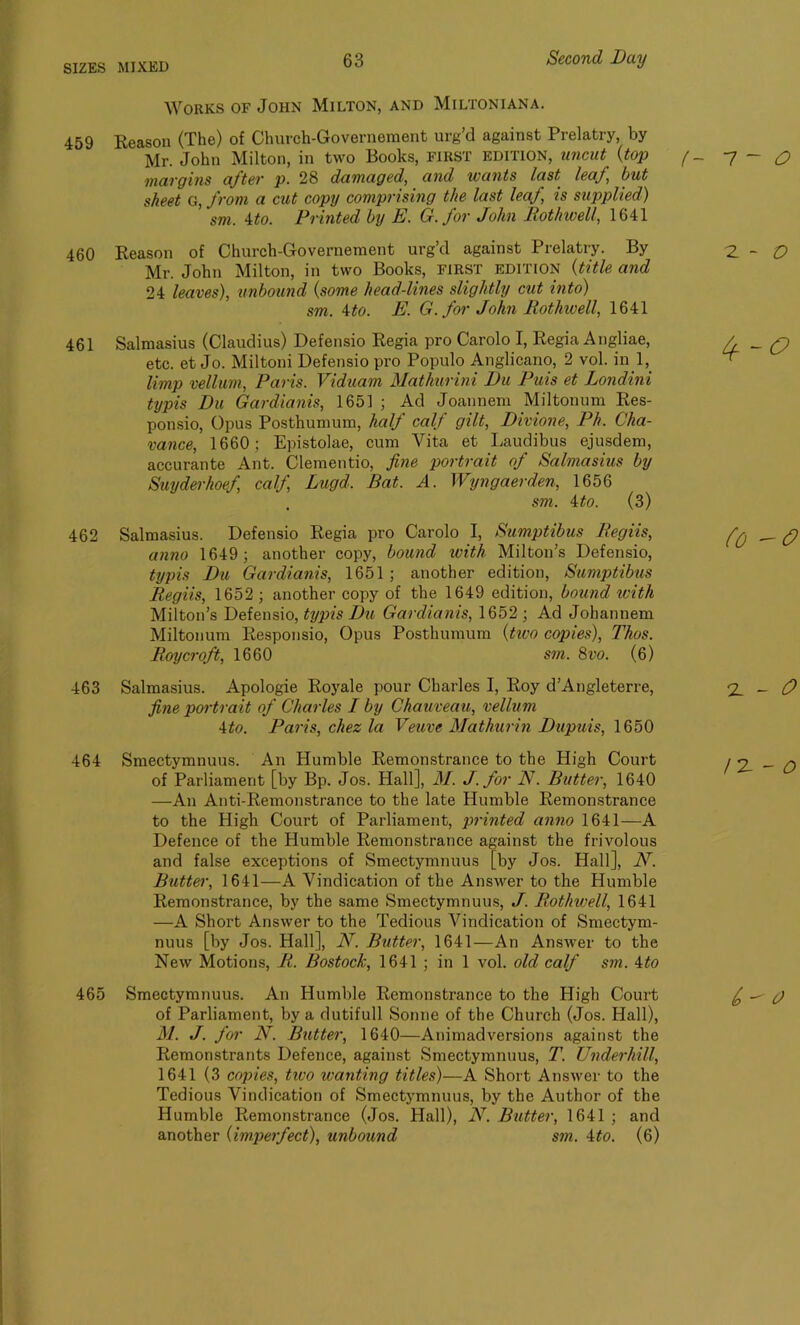 SIZES MIXED 63 Second Day
WORKS OF JOHN MILTON, AND MILTONIANA.
459 Reason (The) of Church-Governement urg'd against Prelatry, by
Mr. John Milton, in two Books, FIRST EDITION, uncut (top
margins after p. 28 damaged, and wants last leaf, but
sheet G, from a cut copy comprising the last leaf, is supplied)
sm. 4to. Printed by E. G. for John Rothwell, 1641
1 - 7 - 0
460 Reason of Church-Governement urg'd against Prelatry. By
Mr. John Milton, in two Books, FIRST EDITION (title and
24 leaves), unbound (some head-lines slightly cut into)
sm. 4to. E. G. for John Rothwell, 1641
2 - 0
461 Salmasius (Claudius) Defensio Regia pro Carolo I, Regia Angliae,
etc. et Jo. Miltoni Defensio pro Populo Anglicano, 2 vol. in 1,
limp vellum, Paris. Viduam Mathurini Du Puis et Londini
typis Du Gardianis, 1651 ; Ad Joannem Miltonum Res-
ponsio, Opus Posthumum, half calf gilt, Divione, Ph. Cha-
vance, 1660 ; Epistolae, cum Vita et Laudibus ejusdem,
accurante Ant. Clementio, fine portrait of Salmasius by
Suyderhoef, calf, Lugd. Bat. A. Wyngaerden, 1656
sm. 4to. (3)
4 - 0
462 Salmasius. Defensio Regia pro Carolo I, Sumptibus Regiis,
anno 1649 ; another copy, bound with Milton's Defensio,
typis Du Gardianis, 1651 ; another edition, Sumptibus
Regiis, 1652 ; another copy of the 1649 edition, bound with
Milton's Defensio, typis Du Gardianis, 1652 ; Ad Johannem
Miltonum Responsio, Opus Posthumum (two copies), Thos.
Roycroft, 1660 sm. 8vo. (6)
10 - 0
463 Salmasius. Apologie Royale pour Charles I, Roy d'Angleterre,
fine portrait of Charles I by Chauveau, vellum
4to. Paris, chez la Veuve Mathurin Dupuis, 1650
2 - 0
464 Smectymnuus. An Humble Remonstrance to the High Court
of Parliament [by Bp. Jos. Hall], M. J. for N. Butter, 1640
—An Anti-Remonstrance to the late Humble Remonstrance
to the High Court of Parliament, printed anno 1641—A
Defence of the Humble Remonstrance against the frivolous
and false exceptions of Smectymnuus [by Jos. Hall], N.
Butter, 1641—A Vindication of the Answer to the Humble
Remonstrance, by the same Smectymnuus, J. Rothwell, 1641
—A Short Answer to the Tedious Vindication of Smectym-
nuus [by Jos. Hall], N. Butter, 1641—An Answer to the
New Motions, R. Bostock, 1641 ; in 1 vol. old calf sm. 4to
12 - 0
465 Smectymnuus. An Humble Remonstrance to the High Court
of Parliament, by a dutifull Sonne of the Church (Jos. Hall),
M. J. for N. Butter, 1640—Animadversions against the
Remonstrants Defence, against Smectymnuus, T. Underhill,
1641 (3 copies, two wanting titles)—A Short Answer to the
Tedious Vindication of Smectymnuus, by the Author of the
Humble Remonstrance (Jos. Hall), N. Butter, 1641 ; and
another (imperfect), unbound sm. 4to. (6)
6 - 0